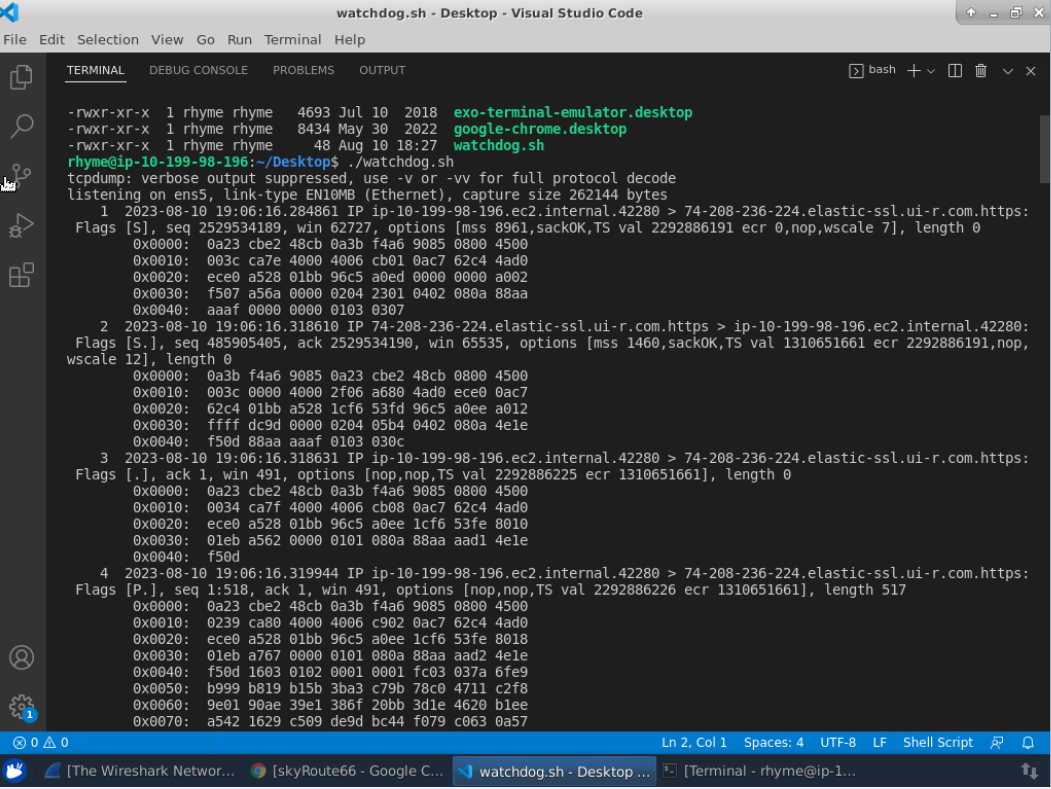 watchdog.sh - Desktop - Visual Studio Code
File Edit Selection View Go Run Terminal Help
TERMINAL DEBUG CONSOLE PROBLEMS OUTPUT bash
-rwxr-xr-x 1 rhyme rhyme 4693 Jul 10 2018 exo-terminal-emulator.desktop
-rwxr-xr-x 1 rhyme rhyme 8434 May 30 2022 google-chrome.desktop
-rwxr-xr-x 1 rhyme rhyme 48 Aug 10 18:27 watchdog.sh
rhyme@ip-10-199-98-196:~/Desktop$ ./watchdog.sh
tcpdump: verbose output suppressed, use -v or -vv for full protocol decode
listening on ens5, link-type EN10MB (Ethernet), capture size 262144 bytes
1 2023-08-10 19:06:16.284861 IP ip-10-199-98-196.ec2.internal.42280 > 74-208-236-224.elastic-ssl.ui-r.com.https:
Flags [S], seq 2529534189, win 62727, options [mss 8961,sackOK,TS val 2292886191 ecr 0,nop,wscale 7], length 0
0x0000: 0a23 cbe2 48cb 0a3b f4a6 9085 0800 4500
0x0010: 003c ca7e 4000 4006 cb01 0ac7 62c4 4ad0
0x0020: ece0 a528 01bb 96c5 a0ed 0000 0000 a002
0x0030: f507 a56a 0000 0204 2301 0402 080a 88aa
0x0040: aaaf 0000 0000 0103 0307
2 2023-08-10 19:06:16.318610 IP 74-208-236-224.elastic-ssl.ui-r.com.https > ip-10-199-98-196.ec2.internal.42280:
Flags [S.], seq 485905405, ack 2529534190, win 65535, options [mss 1460,sackOK,TS val 1310651661 ecr 2292886191,nop,
wscale 12], length 0
0x0000: 0a3b f4a6 9085 0a23 cbe2 48cb 0800 4500
0x0010: 003c 0000 4000 2f06 a680 4ad0 ece0 0ac7
0x0020: 62c4 01bb a528 1cf6 53fd 96c5 a0ee a012
0x0030: ffff dc9d 0000 0204 05b4 0402 080a 4e1e
0x0040: f50d 88aa aaaf 0103 030c
3 2023-08-10 19:06:16.318631 IP ip-10-199-98-196.ec2.internal.42280 > 74-208-236-224.elastic-ssl.ui-r.com.https:
Flags [.], ack 1, win 491, options [nop,nop,TS val 2292886225 ecr 1310651661], length 0
0x0000: 0a23 cbe2 48cb 0a3b f4a6 9085 0800 4500
0x0010: 0034 ca7f 4000 4006 cb08 0ac7 62c4 4ad0
0x0020: ece0 a528 01bb 96c5 a0ee 1cf6 53fe 8010
0x0030: 01eb a562 0000 0101 080a 88aa aad1 4e1e
0x0040: f50d
4 2023-08-10 19:06:16.319944 IP ip-10-199-98-196.ec2.internal.42280 > 74-208-236-224.elastic-ssl.ui-r.com.https:
Flags [P.], seq 1:518, ack 1, win 491, options [nop,nop,TS val 2292886226 ecr 1310651661], length 517
0x0000: 0a23 cbe2 48cb 0a3b f4a6 9085 0800 4500
0x0010: 0239 ca80 4000 4006 c902 0ac7 62c4 4ad0
0x0020: ece0 a528 01bb 96c5 a0ee 1cf6 53fe 8018
0x0030: 01eb a767 0000 0101 080a 88aa aad2 4e1e
0x0040: f50d 1603 0102 0001 0001 fc03 037a 6fe9
0x0050: b999 b819 b15b 3ba3 c79b 78c0 4711 c2f8
0x0060: 9e01 90ae 39e1 386f 20bb 3d1e 4620 b1ee
0x0070: a542 1629 c509 de9d bc44 f079 c063 0a57
1
0 0 Ln 2, Col 1 Spaces: 4 UTF-8 LF Shell Script
[The Wireshark Networ... [skyRoute66 - Google C... watchdog.sh - Desktop ... [Terminal - rhyme@ip-1...